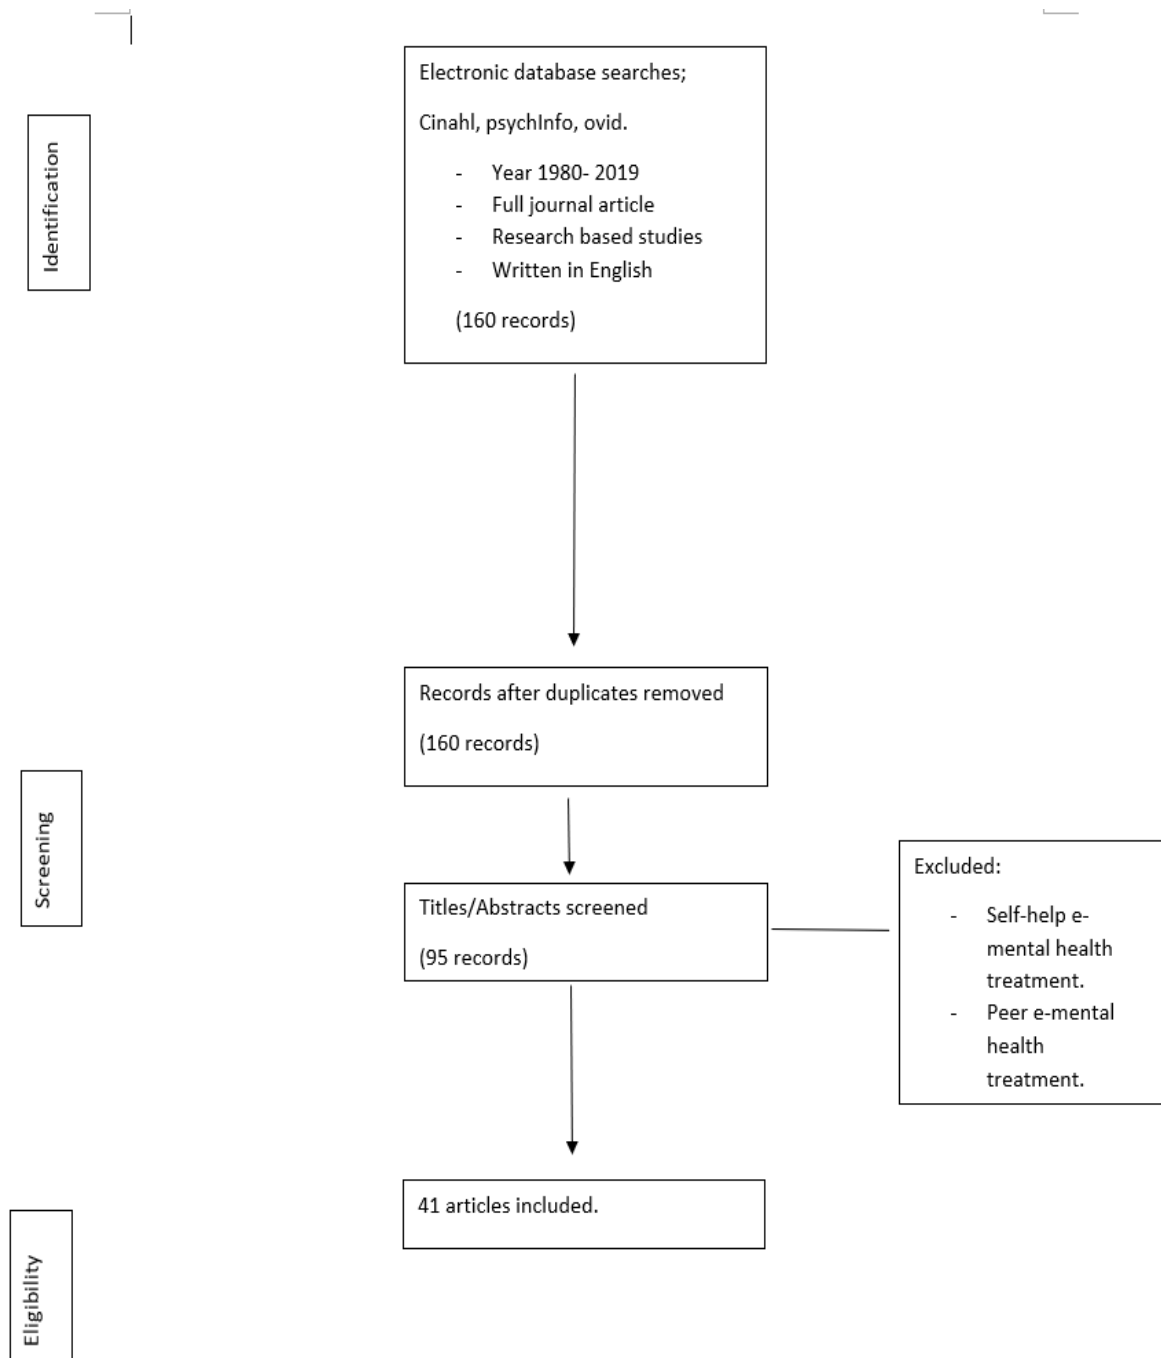 Identification
Electronic database searches;
Cinahl, psychInfo, ovid.
- Year 1980- 2019
- Full journal article
- Research based studies
- Written in English
(160 records)
Records after duplicates removed
(160 records)
Screening
Titles/Abstracts screened
(95 records)
Excluded:
- Self-help e-
mental health
treatment.
- Peer e-mental
health
treatment.
41 articles included.
Eligibility